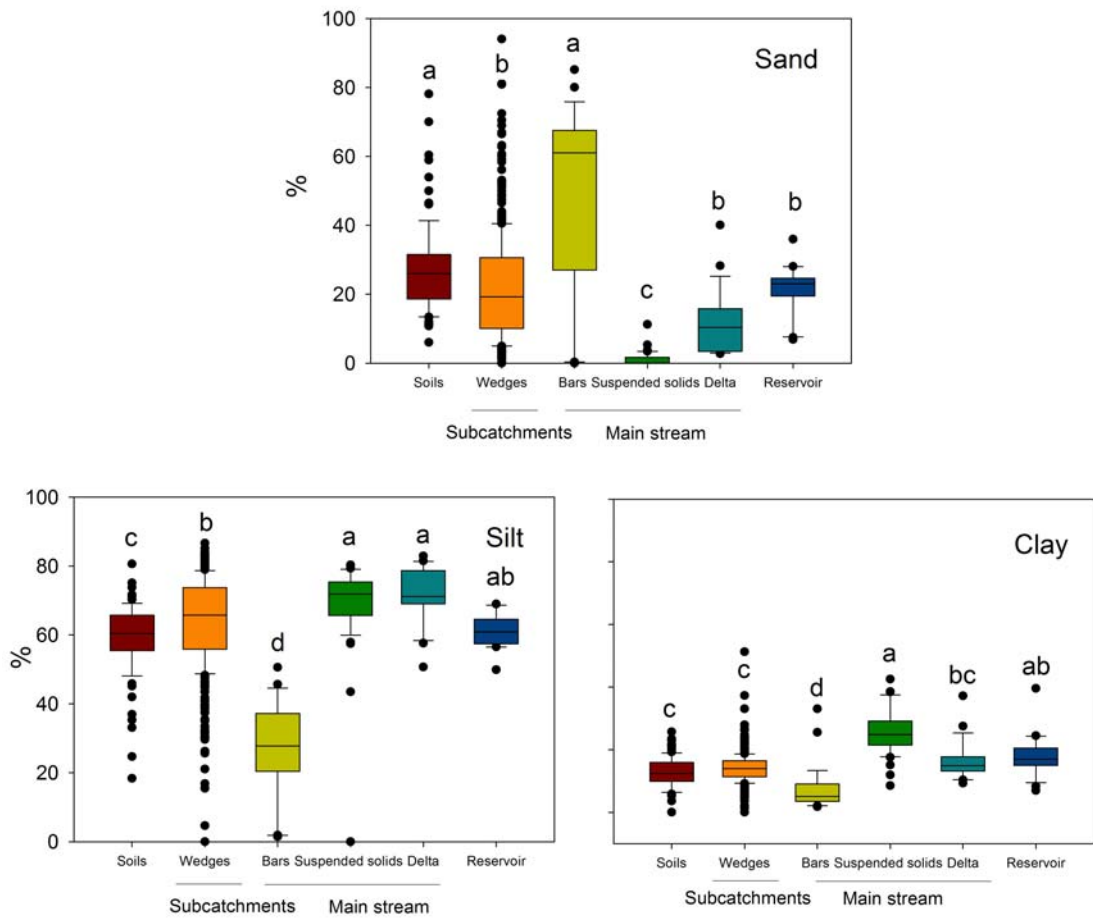 100
80
60
40
20
0
%
Sand
a
b
a
c
b
b
Soils
Wedges
Bars
Suspended solids
Delta
Reservoir
Subcatchments
Main stream
100
80
60
40
20
0
%
Silt
c
b
d
a
a
ab
Soils
Wedges
Bars
Suspended solids
Delta
Reservoir
Subcatchments
Main stream
Clay
c
c
d
a
bc
ab
Soils
Wedges
Bars
Suspended solids
Delta
Reservoir
Subcatchments
Main stream